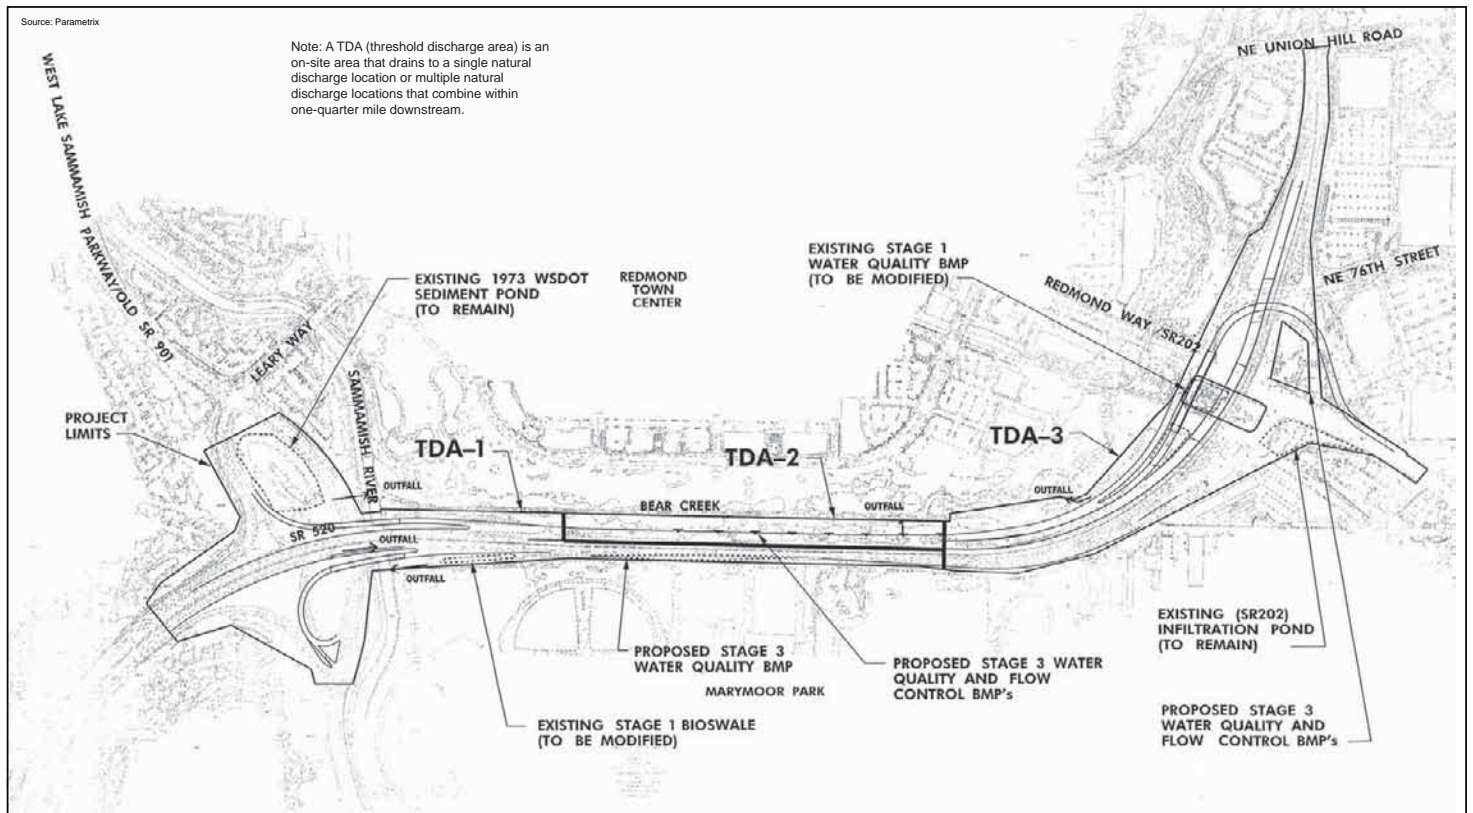 Source: Parametrix
Note: A TDA (threshold discharge area) is an
on-site area that drains to a single natural
discharge location or multiple natural
discharge locations that combine within
one-quarter mile downstream.
NE UNION HILL ROAD
WEST LAKE SAMMAMISH PARKWAY/OLD SR 901
EXISTING STAGE 1
WATER QUALITY BMP
(TO BE MODIFIED)
NE 76TH STREET
EXISTING 1973 WSDOT
SEDIMENT POND
(TO REMAIN)
REDMOND
TOWN
CENTER
REDMOND WAY /SR202
LEARY WAY
SAMMAMISH RIVER
PROJECT
LIMITS
TDA-1
TDA-2
TDA-3
OUTFALL
OUTFALL
BEAR CREEK
OUTFALL
SR 520
OUTFALL
OUTFALL
EXISTING (SR202)
INFILTRATION POND
(TO REMAIN)
PROPOSED STAGE 3
WATER QUALITY BMP
PROPOSED STAGE 3 WATER
QUALITY AND FLOW
CONTROL BMP's
MARYMOOR PARK
EXISTING STAGE 1 BIOSWALE
(TO BE MODIFIED)
PROPOSED STAGE 3
WATER QUALITY AND
FLOW CONTROL BMP's